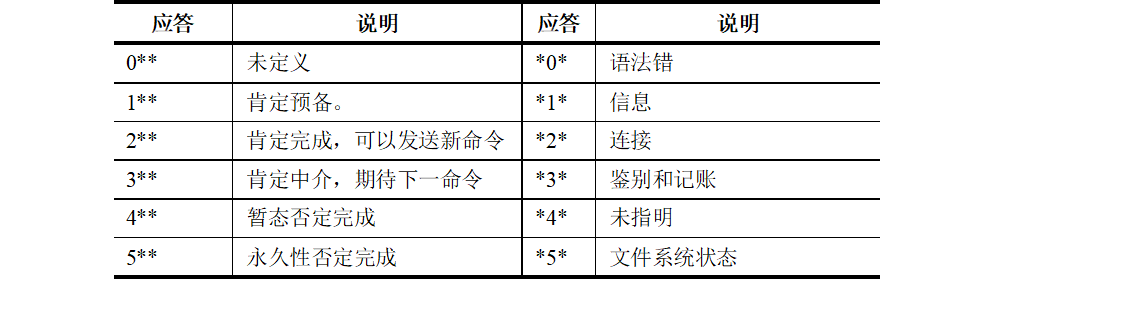 应答 说明 应答 说明
0** 未定义 *0* 语法错
1** 肯定预备。 *1* 信息
2** 肯定完成，可以发送新命令 *2* 连接
3** 肯定中介，期待下一命令 *3* 鉴别和记账
4** 暂态否定完成 *4* 未指明
5** 永久性否定完成 *5* 文件系统状态